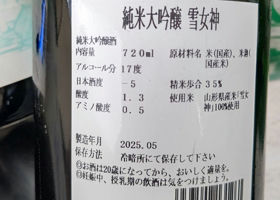 純米大吟醸 雪女神
純米大吟醸酒
内容量 720ml 原材料名 米(国産)、米麹(国産米)
アルコール分 17度
日本酒度 -5 精米歩合 35%
酸度 1.3 使用米 山形県産米「雪女神」100%使用
アミノ酸 0.5
製造年月 2025.05
保存方法 冷暗所にて保存して下さい
◎お酒は20歳になってから、おいしく適量を。
◎妊娠中、授乳期の飲酒は気をつけましょう。